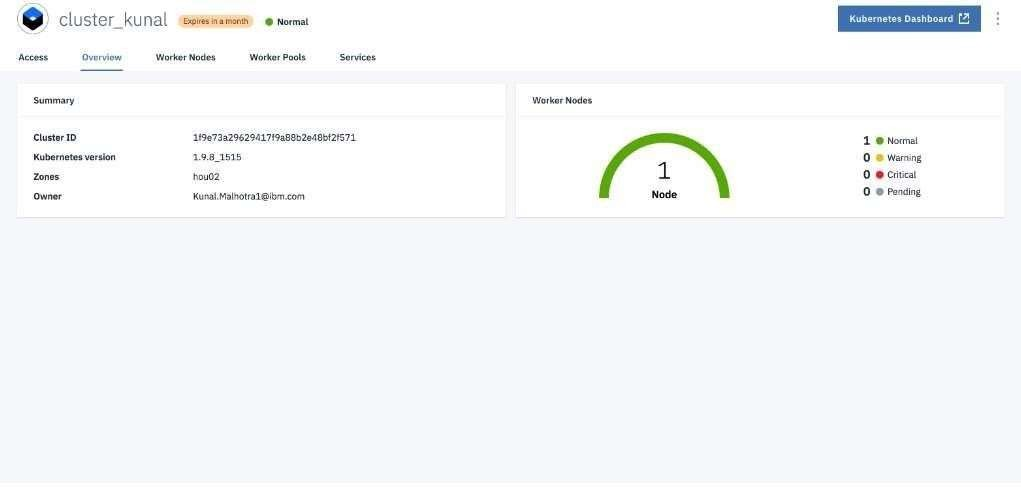 cluster_kunal Expires in a month Normal Kubernetes Dashboard
Access Overview Worker Nodes Worker Pools Services
Summary
Cluster ID 1f9e73a29629417f9a88b2e48bf2f571
Kubernetes version 1.9.8_1515
Zones hou02
Owner Kunal.Malhotra1@ibm.com
Worker Nodes
1
Node
1 Normal
0 Warning
0 Critical
0 Pending